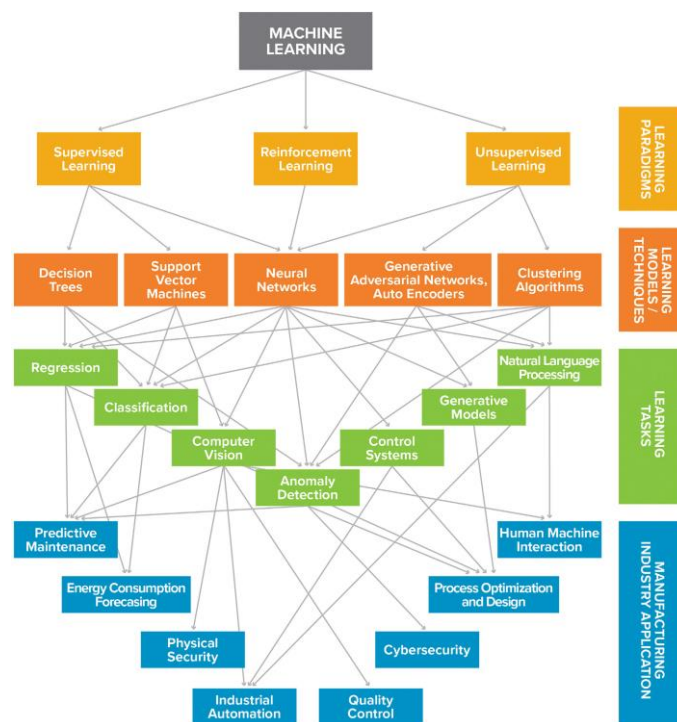 MACHINE
LEARNING
Supervised
Learning
Reinforcement
Learning
Unsupervised
Learning
LEARNING
PARADIGMS
Decision
Trees
Support
Vector
Machines
Neural
Networks
Generative
Adversarial Networks,
Auto Encoders
Clustering
Algorithms
LEARNING
MODELS /
TECHNIQUES
Regression
Natural Language
Processing
Classification
Generative
Models
Computer
Vision
Control
Systems
Anomaly
Detection
LEARNING
TASKS
Predictive
Maintenance
Human Machine
Interaction
Energy Consumption
Forecasing
Process Optimization
and Design
Physical
Security
Cybersecurity
Industrial
Automation
Quality
Control
MANUFACTURING
INDUSTRY APPLICATION